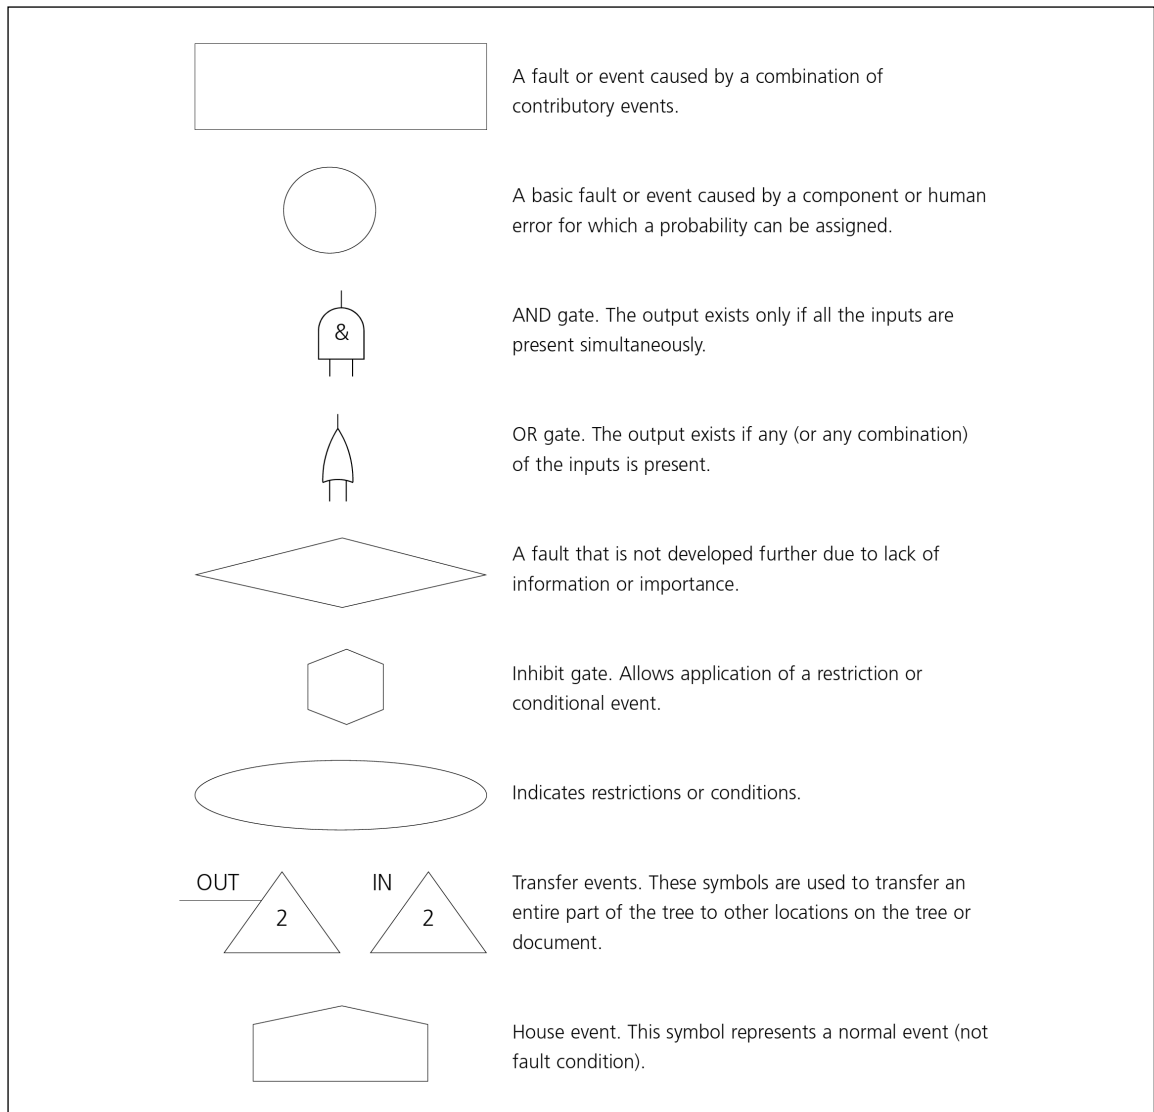 A fault or event caused by a combination of
contributory events.
A basic fault or event caused by a component or human
error for which a probability can be assigned.
&
AND gate. The output exists only if all the inputs are
present simultaneously.
OR gate. The output exists if any (or any combination)
of the inputs is present.
A fault that is not developed further due to lack of
information or importance.
Inhibit gate. Allows application of a restriction or
conditional event.
Indicates restrictions or conditions.
OUT
2
IN
2
Transfer events. These symbols are used to transfer an
entire part of the tree to other locations on the tree or
document.
House event. This symbol represents a normal event (not
fault condition).